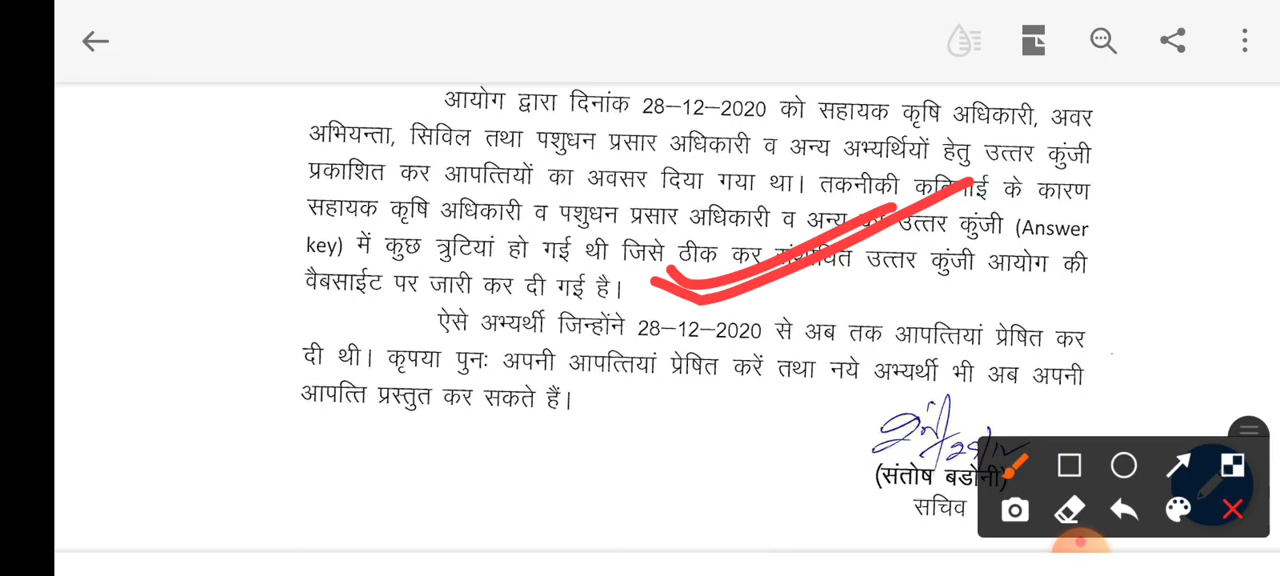 आयोग द्वारा दिनांक 28–12–2020 को सहायक कृषि अधिकारी, अवर
अभियन्ता, सिविल तथा पशुधन प्रसार अधिकारी व अन्य अभ्यर्थियों हेतु उत्तर कुंजी
प्रकाशित कर आपत्तियों का अवसर दिया गया था। तकनीकी कठिनाई के कारण
सहायक कृषि अधिकारी व पशुधन प्रसार अधिकारी व अन्य की उत्तर कुंजी (Answer
key) में कुछ त्रुटियां हो गई थी जिसे ठीक कर संशोधित उत्तर कुंजी आयोग की
वैबसाईट पर जारी कर दी गई है।
ऐसे अभ्यर्थी जिन्होंने 28–12–2020 से अब तक आपत्तियां प्रेषित कर
दी थी। कृपया पुनः अपनी आपत्तियां प्रेषित करें तथा नये अभ्यर्थी भी अब अपनी
आपत्ति प्रस्तुत कर सकते हैं।
(संतोष बडोनी)
सचिव